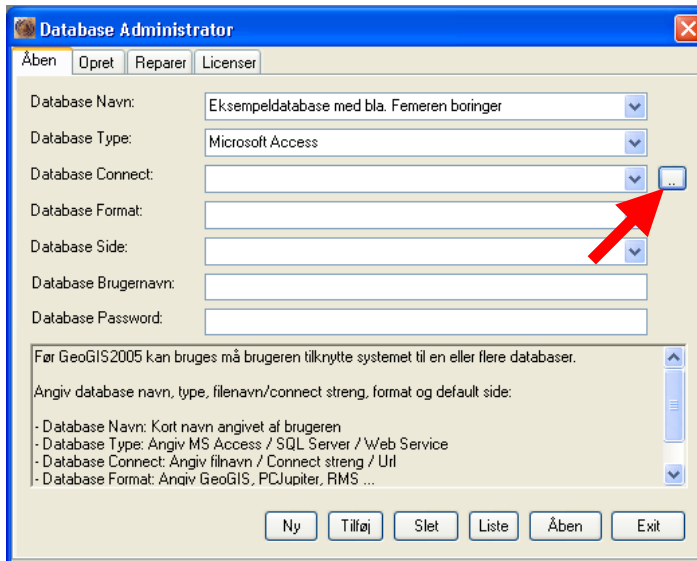 Database Administrator
Åben Opret Reparer Licenser
Database Navn: Eksempeldatabase med bla. Femeren boringer
Database Type: Microsoft Access
Database Connect: ..
Database Format:
Database Side:
Database Brugernavn:
Database Password:
Før GeoGIS2005 kan bruges må brugeren tilknytte systemet til en eller flere databaser.
Angiv database navn, type, filenavn/connect streng, format og default side:
- Database Navn: Kort navn angivet af brugeren
- Database Type: Angiv MS Access / SQL Server / Web Service
- Database Connect: Angiv filnavn / Connect streng / Url
- Database Format: Angiv GeoGIS, PCJupiter, RMS ...
Ny Tilføj Slet Liste Åben Exit